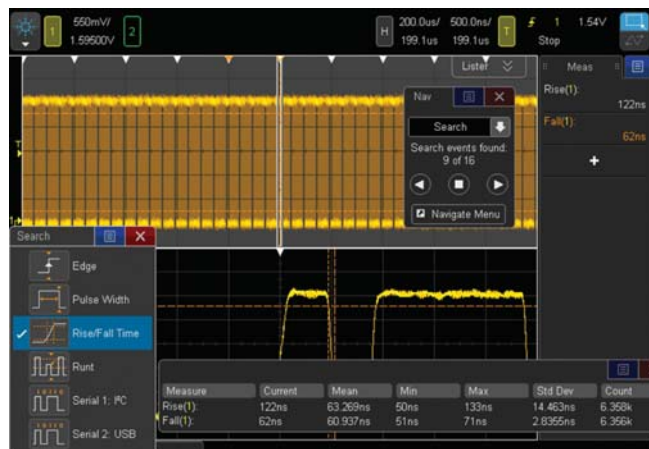 1 550mV/ 2 H 200.0us/ 500.0ns/ T 1 1.54V
1.59500V 199.1us 199.1us Stop
Lister
Meas
Rise(1):
122ns
Fall(1):
62ns
+
Nav
Search
Search events found:
9 of 16
Navigate Menu
T
Search
Edge
Pulse Width
Rise/Fall Time
Runt
Serial 1: I²C
Serial 2: USB
Measure Current Mean Min Max Std Dev Count
Rise(1): 122ns 63.269ns 50ns 133ns 14.463ns 6.358k
Fall(1): 62ns 60.937ns 51ns 71ns 2.8355ns 6.356k